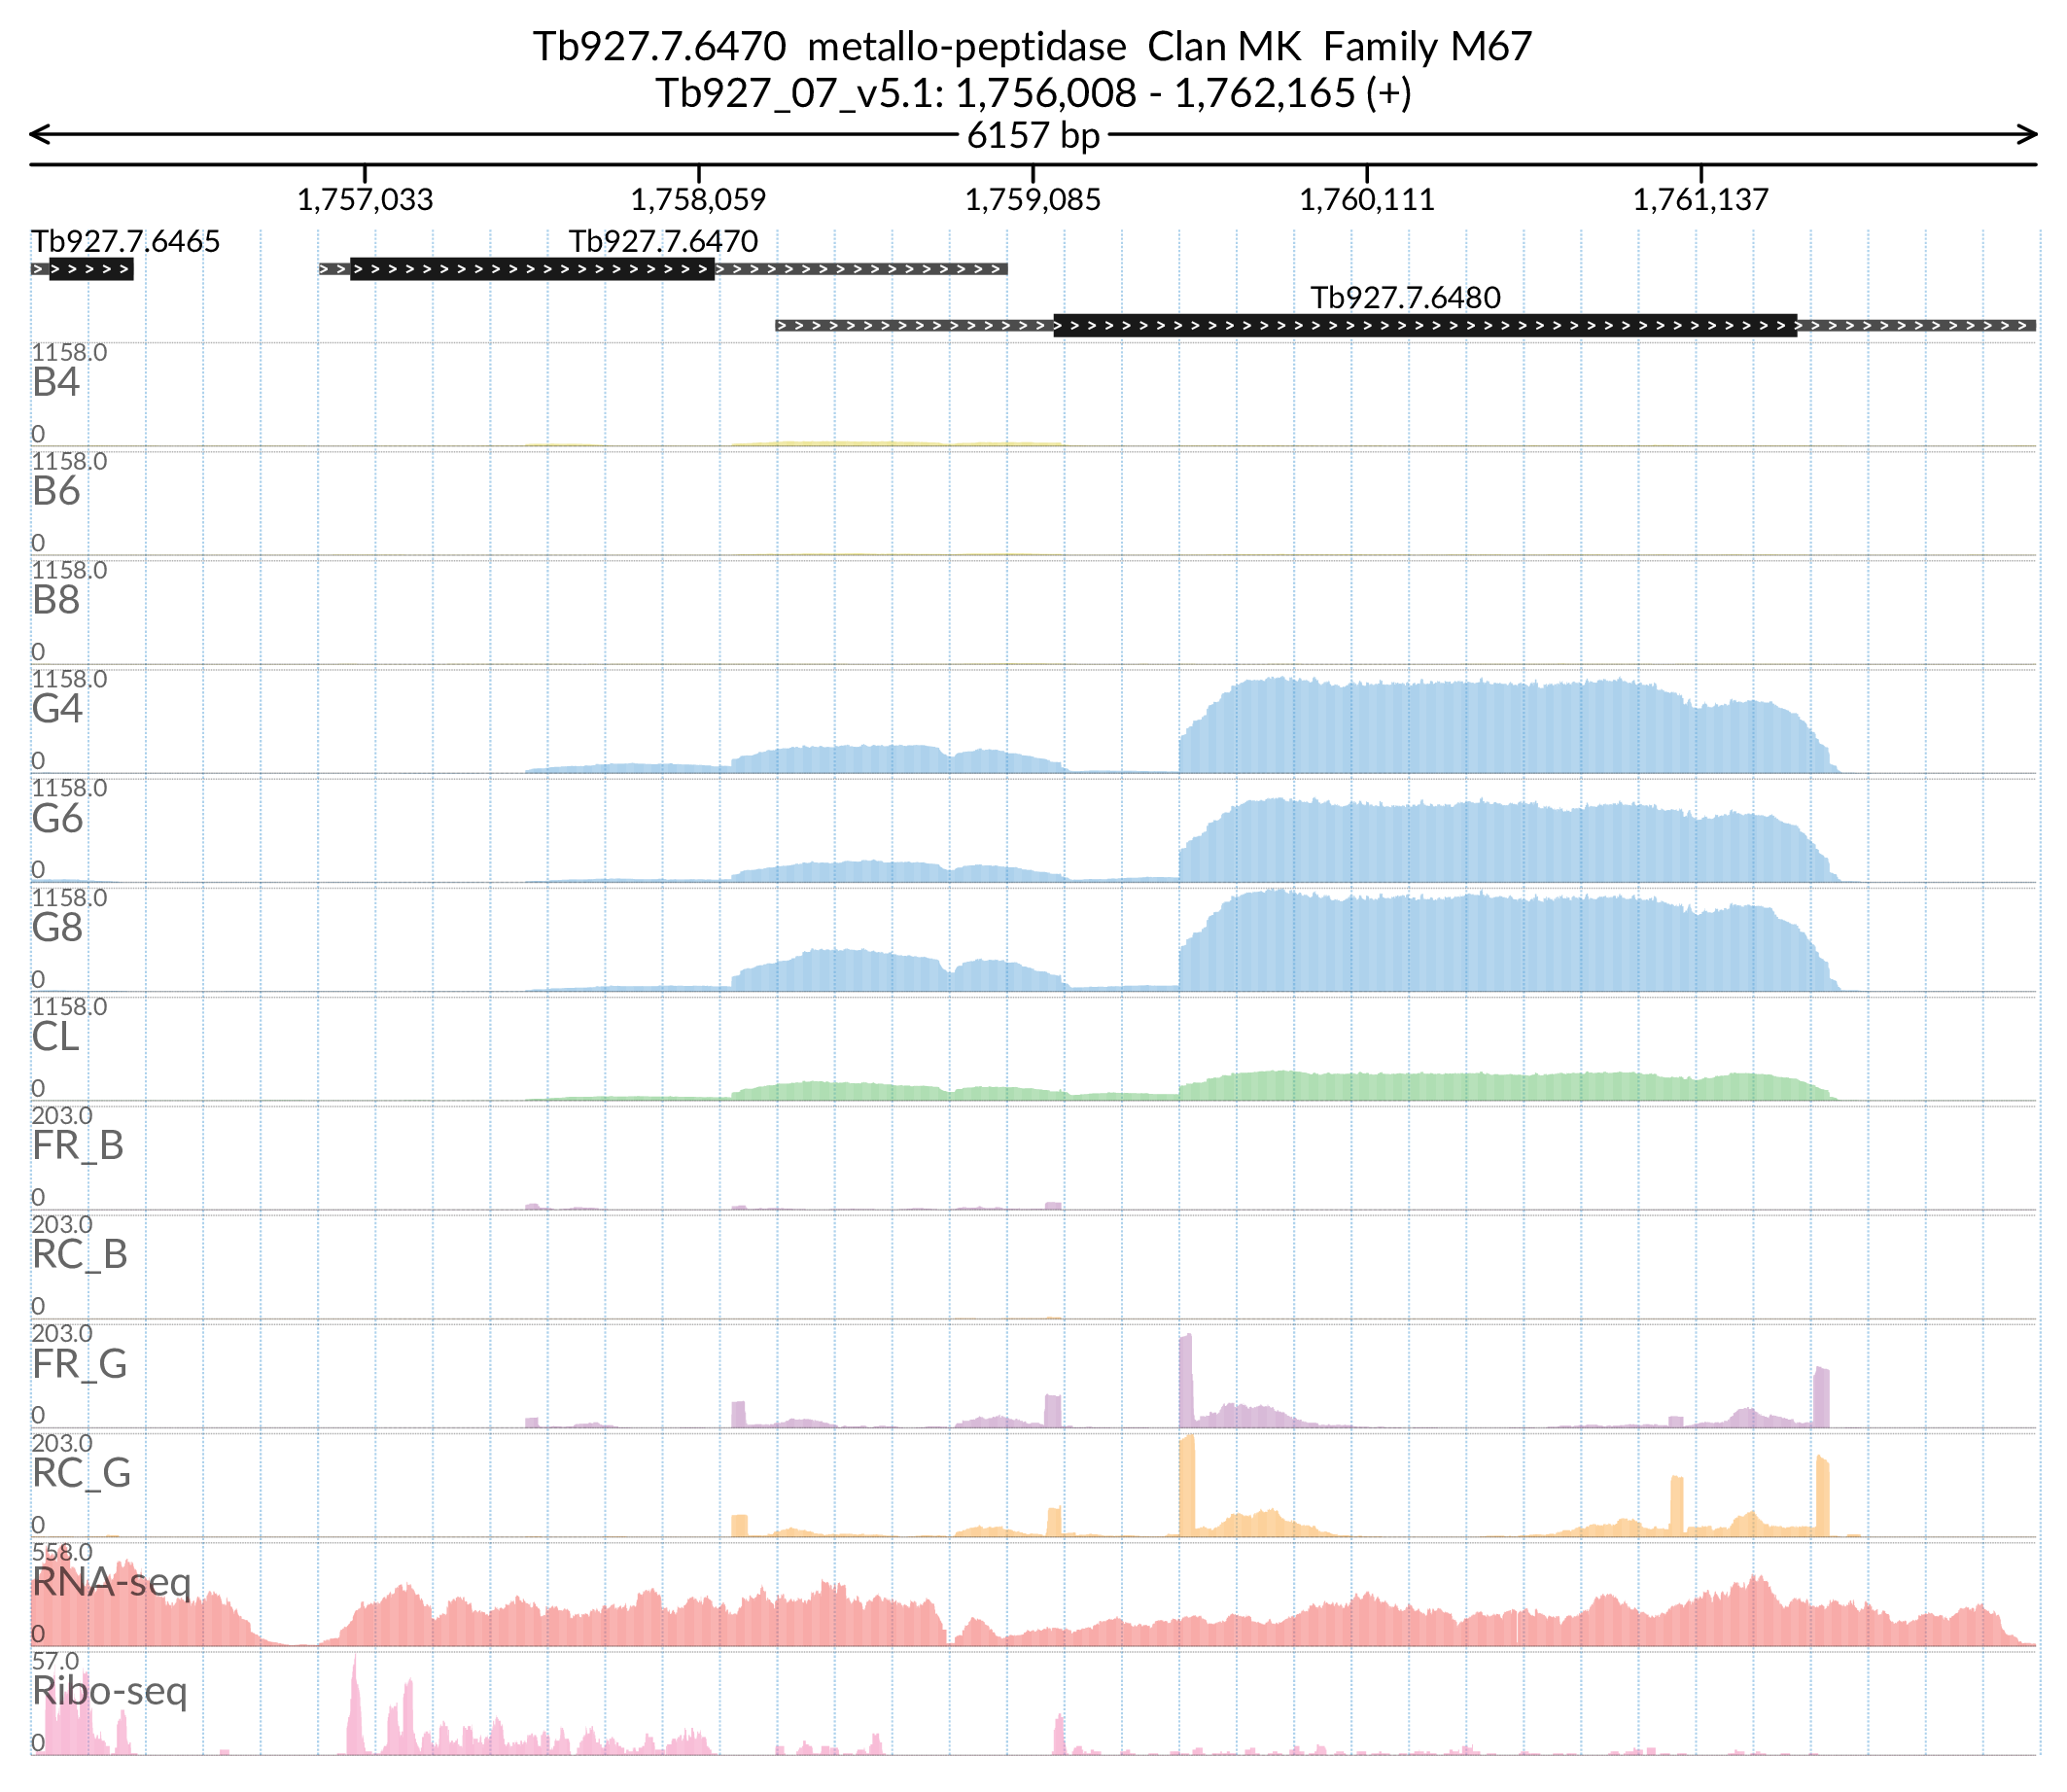 Tb927.7.6470 metallo-peptidase Clan MK Family M67
Tb927_07_v5.1: 1,756,008 - 1,762,165 (+)
6157 bp
1,757,033 1,758,059 1,759,085 1,760,111 1,761,137
Tb927.7.6465 Tb927.7.6470
Tb927.7.6480
1158.0
B4
0
1158.0
B6
0
1158.0
B8
0
1158.0
G4
0
1158.0
G6
0
1158.0
G8
0
1158.0
CL
0
203.0
FR_B
0
203.0
RC_B
0
203.0
FR_G
0
203.0
RC_G
0
558.0
RNA-seq
0
57.0
Ribo-seq
0